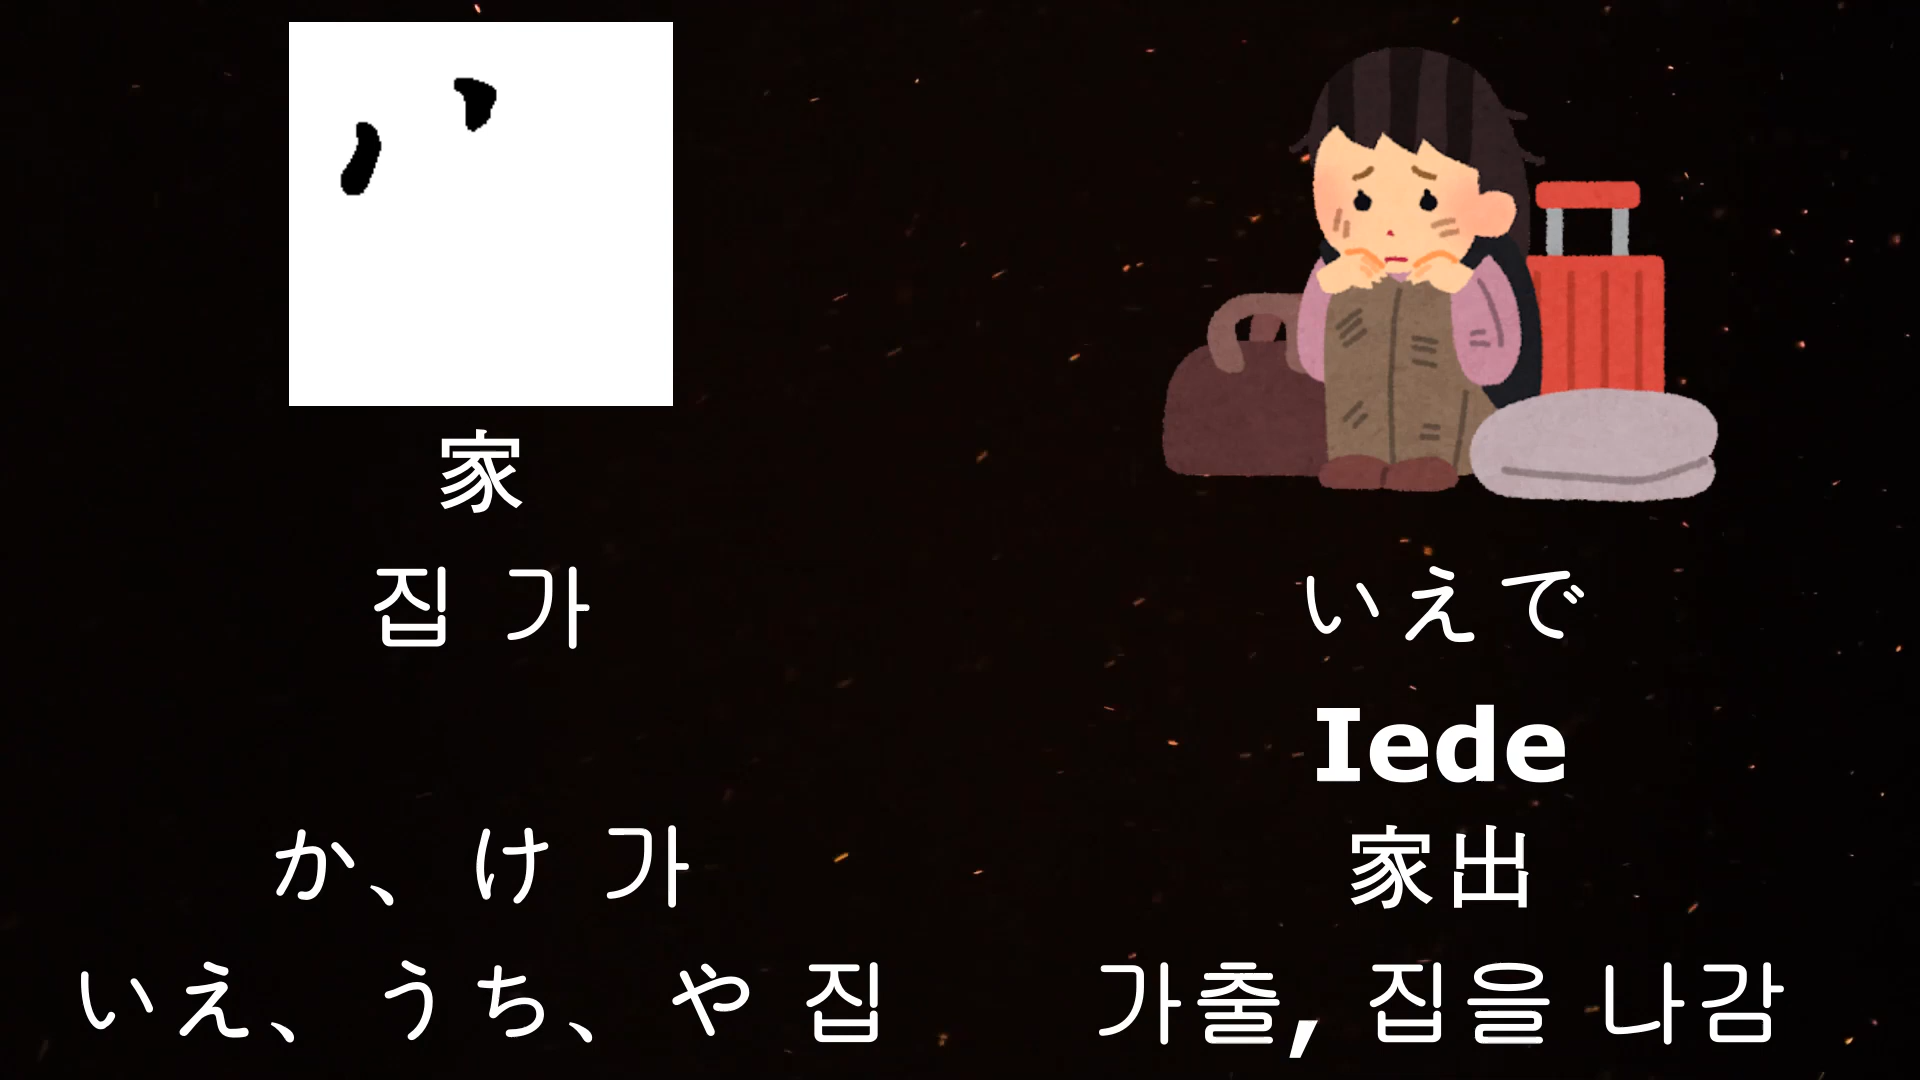 家
집 가
か、け 가
いえ、うち、や 집
いえで
Iede
家出
가출, 집을 나감